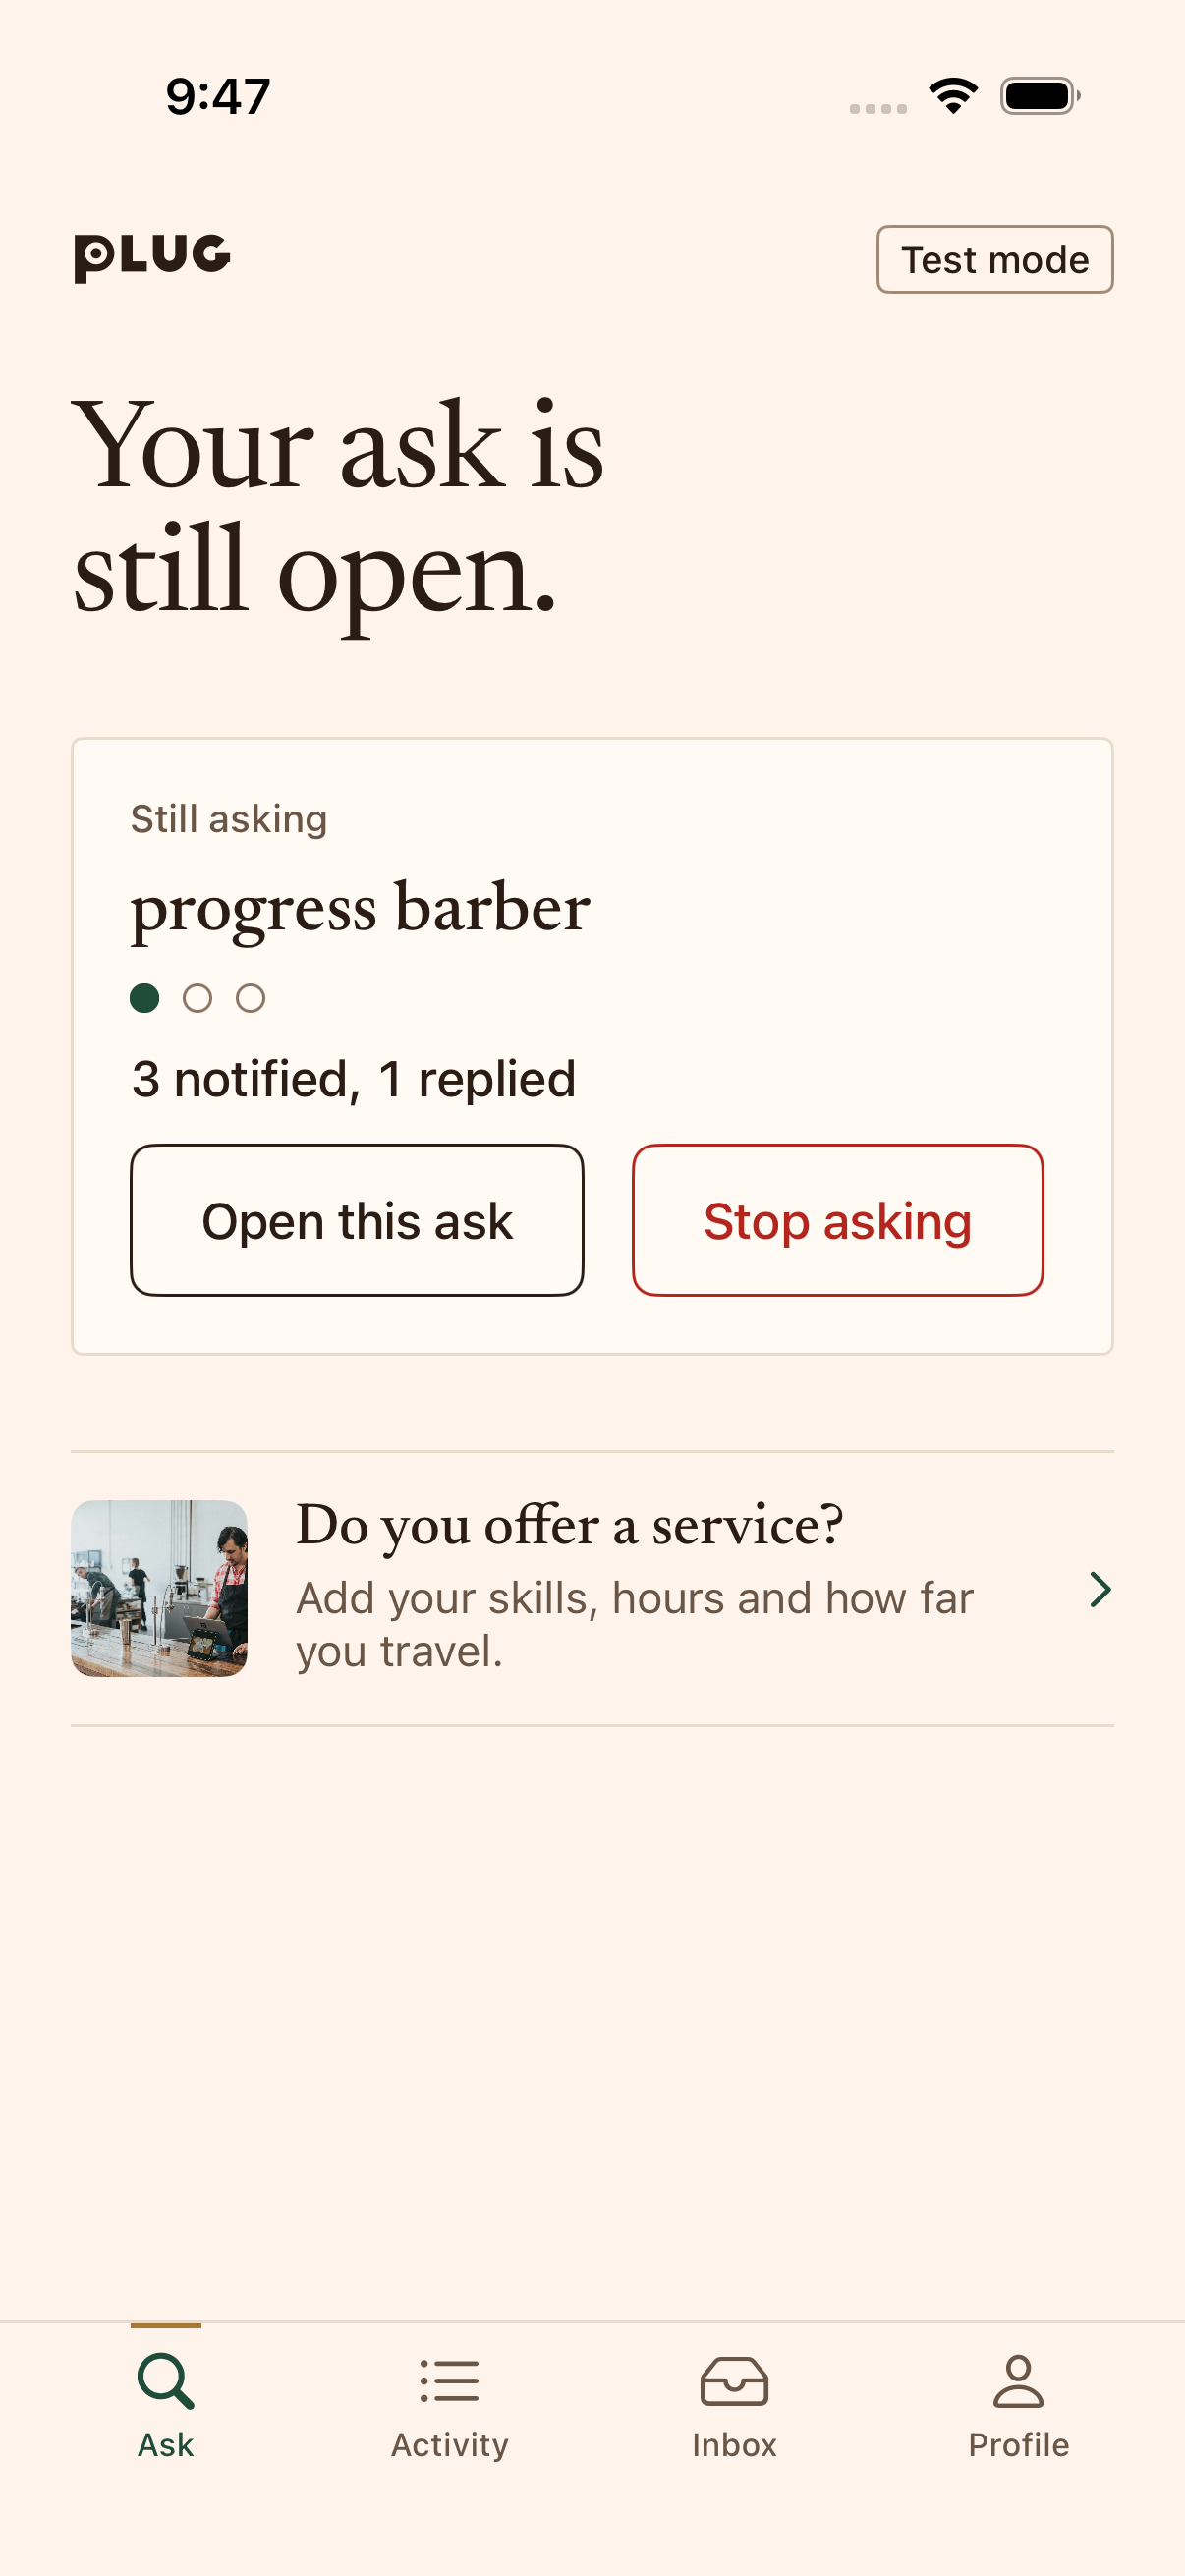 9:47
PLUG
Test mode
Your ask is
still open.
Still asking
progress barber
3 notified, 1 replied
Open this ask
Stop asking
Do you offer a service?
Add your skills, hours and how far
you travel.
Ask
Activity
Inbox
Profile